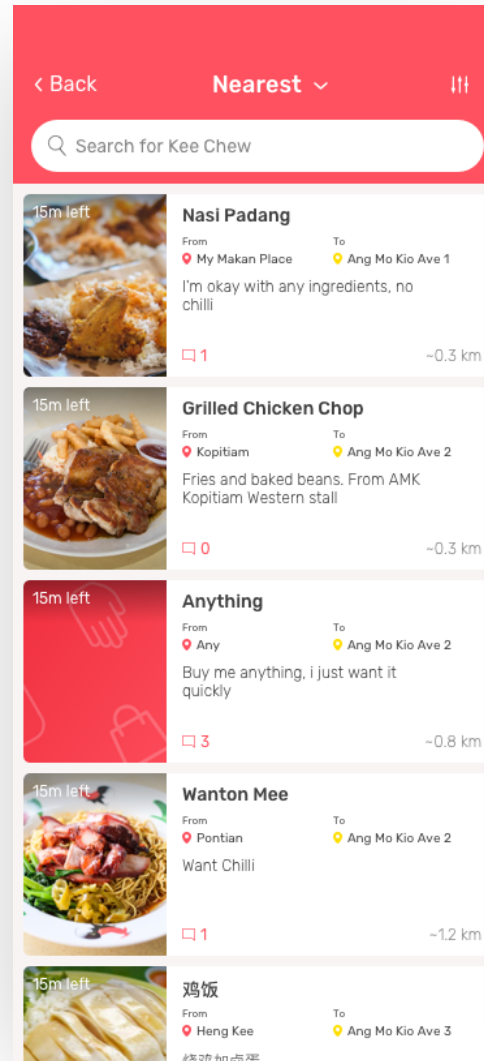 Back
Nearest
Search for Kee Chew
15m left
Nasi Padang
From To
My Makan Place Ang Mo Kio Ave 1
I'm okay with any ingredients, no
chilli
1 ~0.3 km
15m left
Grilled Chicken Chop
From To
Kopitiam Ang Mo Kio Ave 2
Fries and baked beans. From AMK
Kopitiam Western stall
0 ~0.3 km
15m left
Anything
From To
Any Ang Mo Kio Ave 2
Buy me anything, i just want it
quickly
3 ~0.8 km
15m left
Wanton Mee
From To
Pontian Ang Mo Kio Ave 2
Want Chilli
1 ~1.2 km
15m left
鸡饭
From To
Heng Kee Ang Mo Kio Ave 3
烧鸡加卤蛋